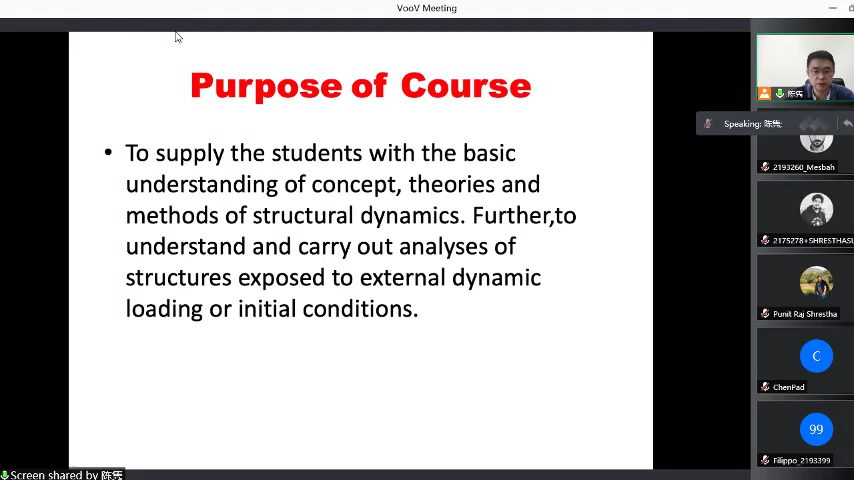 VooV Meeting
Purpose of Course
• To supply the students with the basic
understanding of concept, theories and
methods of structural dynamics. Further,to
understand and carry out analyses of
structures exposed to external dynamic
loading or initial conditions.
陈隽
Speaking: 陈隽;
2193260_Mesbah
2175278+SHRESTHASU
Punit Raj Shrestha
C
ChenPad
99
Filippo_2193399
Screen shared by 陈隽